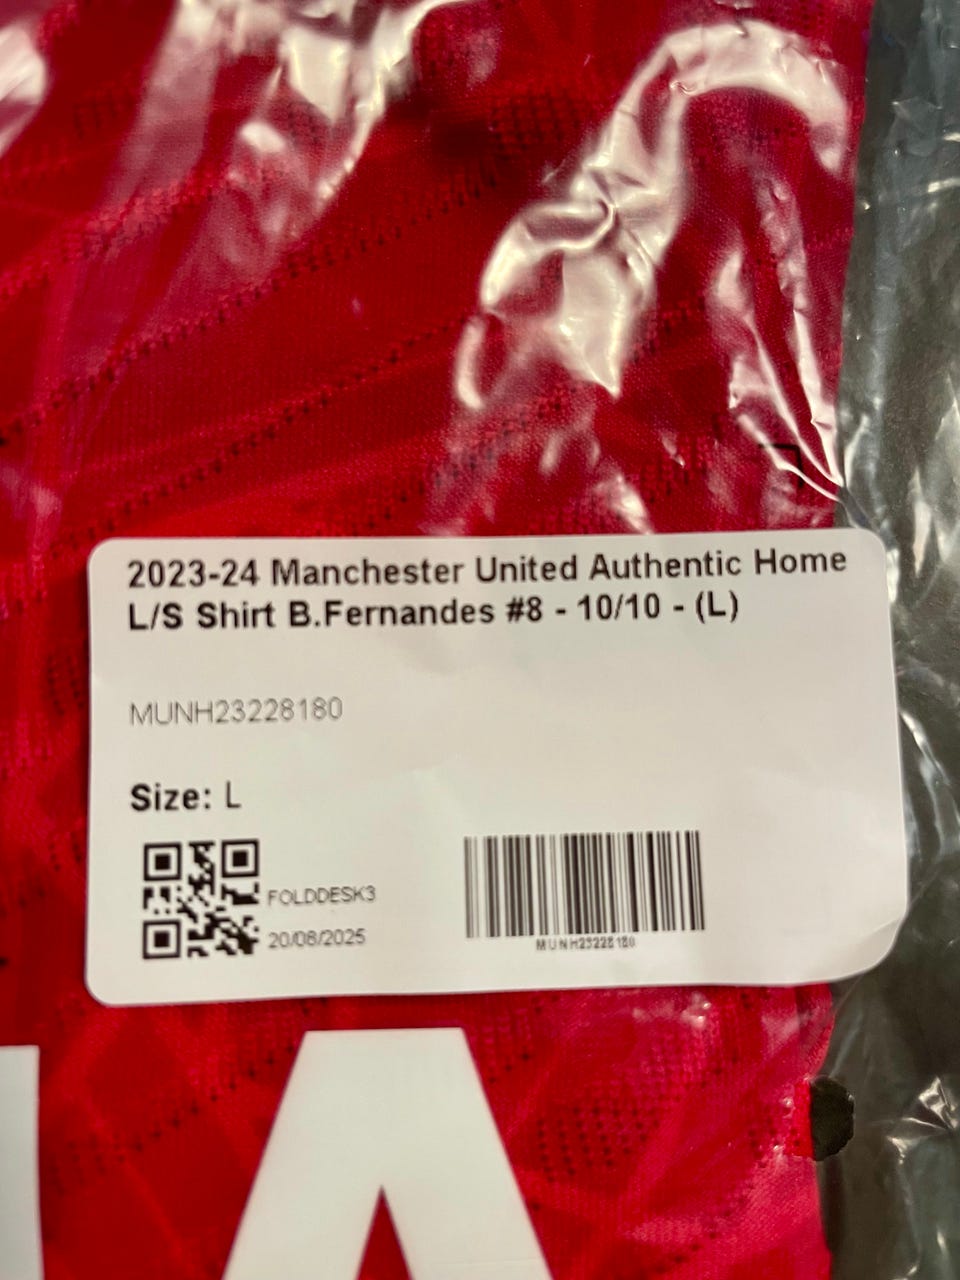 2023-24 Manchester United Authentic Home
L/S Shirt B.Fernandes #8 - 10/10 - (L)
MUNH23228180
Size: L
FOLDDESK3
20/08/2025
MUNH23228180
A